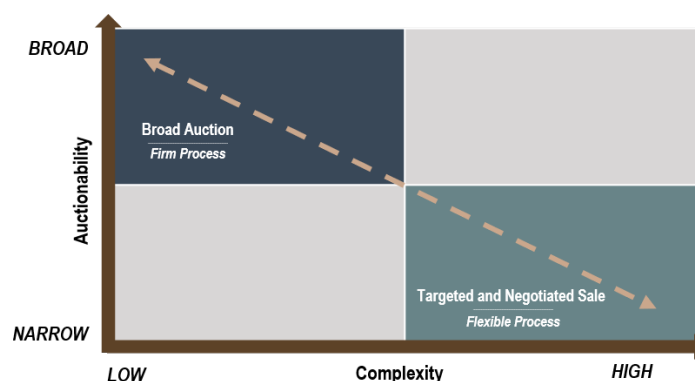 BROAD
Broad Auction
Firm Process
Auctionability
Targeted and Negotiated Sale
Flexible Process
NARROW
LOW
Complexity
HIGH